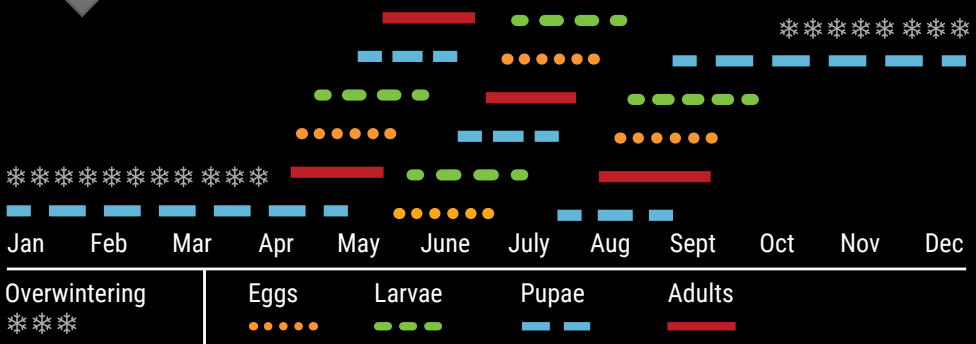 Jan Feb Mar Apr May June July Aug Sept Oct Nov Dec
Overwintering Eggs Larvae Pupae Adults